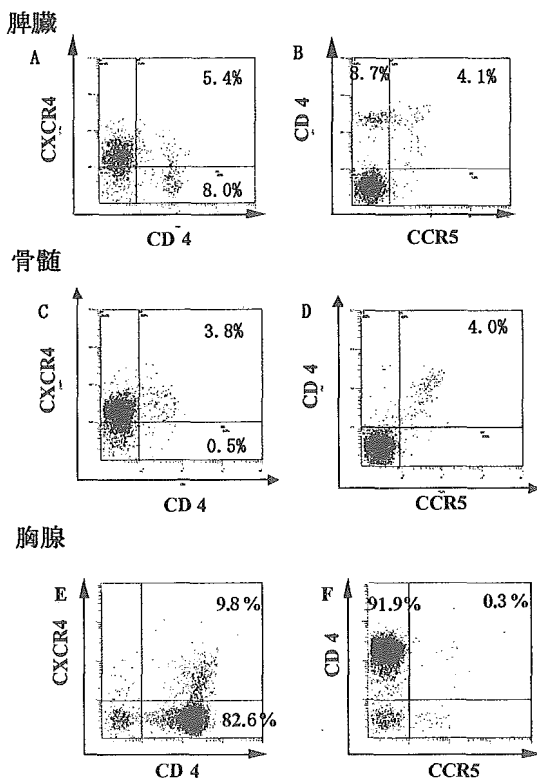 脾臓
A
B
5.4%
8.7%
4.1%
CXCR4
CD 4
8.0%
CD 4
CCR5
骨髄
C
D
3.8%
4.0%
CXCR4
CD 4
0.5%
CD 4
CCR5
胸腺
E
F
9.8%
91.9%
0.3%
CXCR4
CD 4
82.6%
CD 4
CCR5